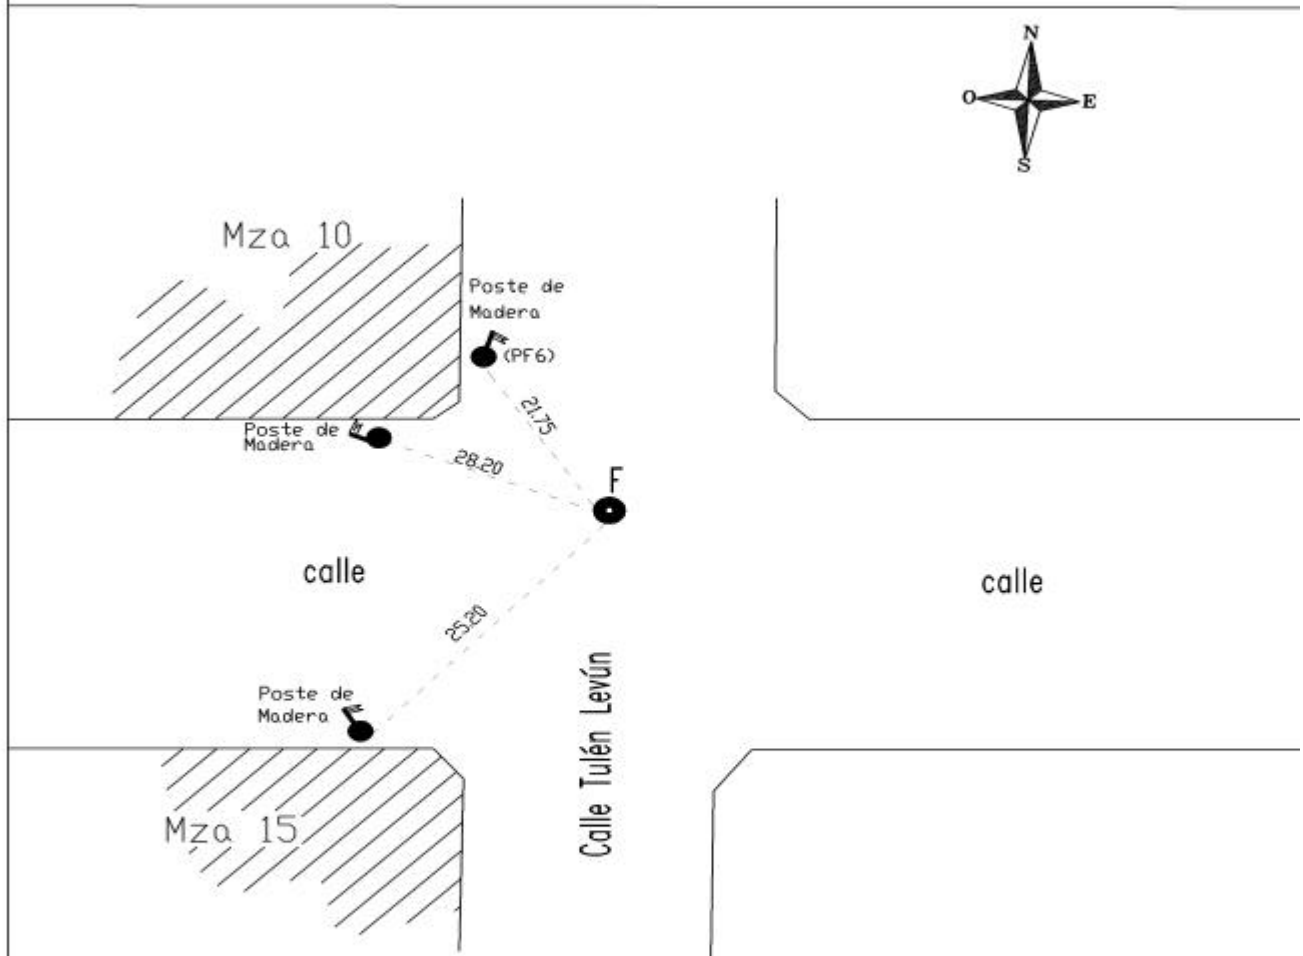 N
O
E
S
Mza 10
Poste de
Madera
(PF6)
21.75
Poste de
Madera
28.20
F
calle
calle
25.20
Poste de
Madera
Calle Tulén Levún
Mza 15